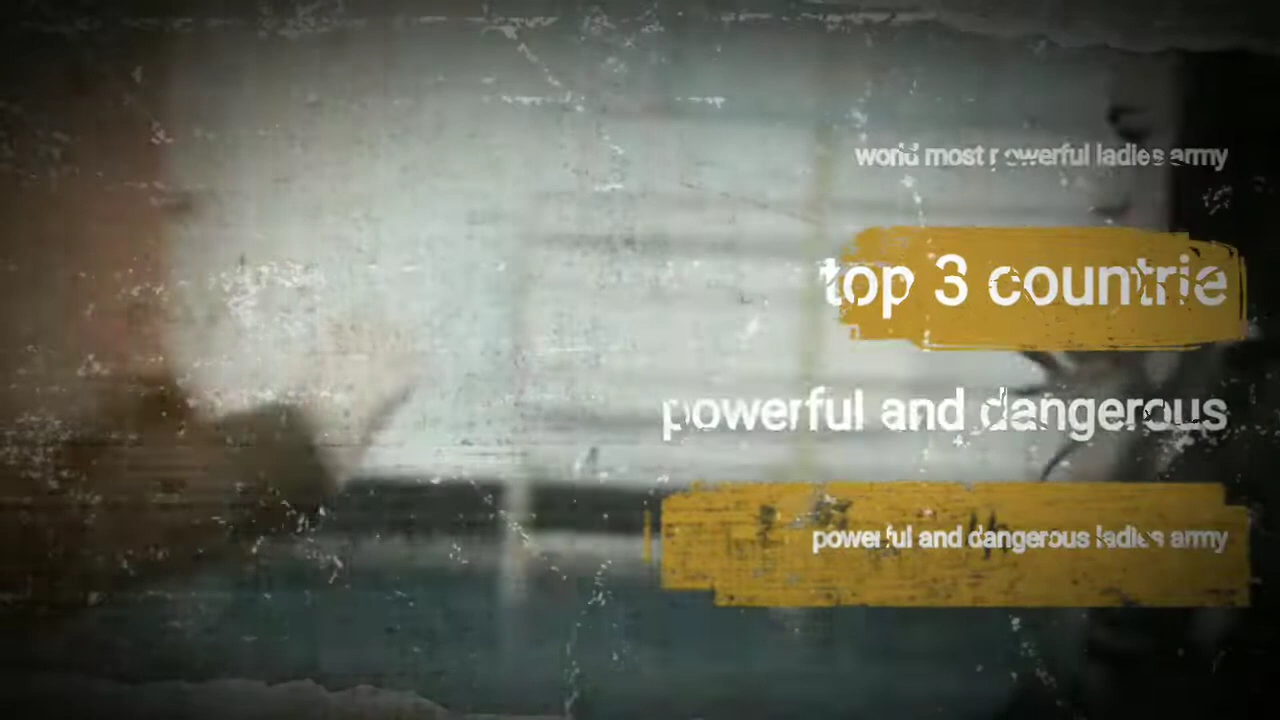 world most powerful ladies army
top 3 countrie
powerful and dangerous
powerful and dangerous ladies army